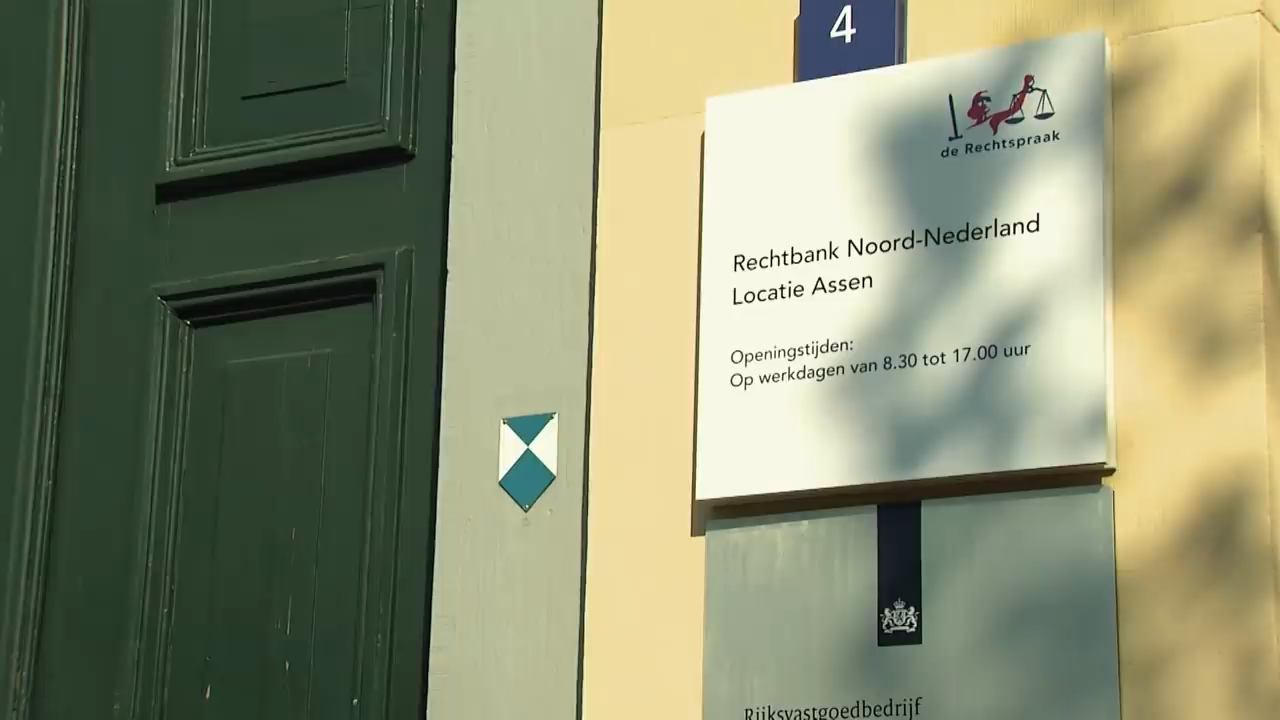 4
de Rechtspraak
Rechtbank Noord-Nederland
Locatie Assen
Openingstijden:
Op werkdagen van 8.30 tot 17.00 uur
Rijksvastgoedbedrijf